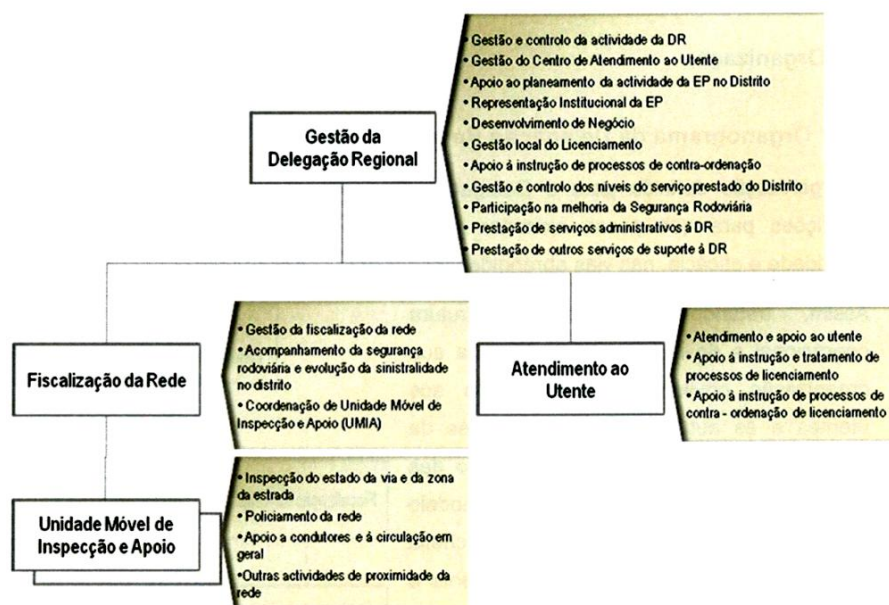 • Gestão e controlo da actividade da DR
• Gestão do Centro de Atendimento ao Utente
• Apoio ao planeamento da actividade da EP no Distrito
• Representação Institucional da EP
• Desenvolvimento de Negócio
• Gestão local do Licenciamento
• Apoio á instrução de processos de contra-ordenação
• Gestão e controlo dos níveis do serviço prestado do Distrito
• Participação na melhoria da Segurança Rodoviária
• Prestação de serviços administrativos á DR
• Prestação de outros serviços de suporte á DR
Gestão da
Delegação Regional
Fiscalização da Rede
• Gestão da fiscalização da rede
• Acompanhamento da segurança
rodoviária e evolução da sinistralidade
no distrito
• Coordenação de Unidade Móvel de
Inspecção e Apoio (UMIA)
Atendimento ao
Utente
• Atendimento e apoio ao utente
• Apoio á instrução e tratamento de
processos de licenciamento
• Apoio á instrução de processos de
contra - ordenação de licenciamento
Unidade Móvel de
Inspecção e Apoio
• Inspecção do estado da via e da zona
da estrada
• Policiamento da rede
• Apoio a condutores e á circulação em
geral
•Outras actividades de proximidade da
rede